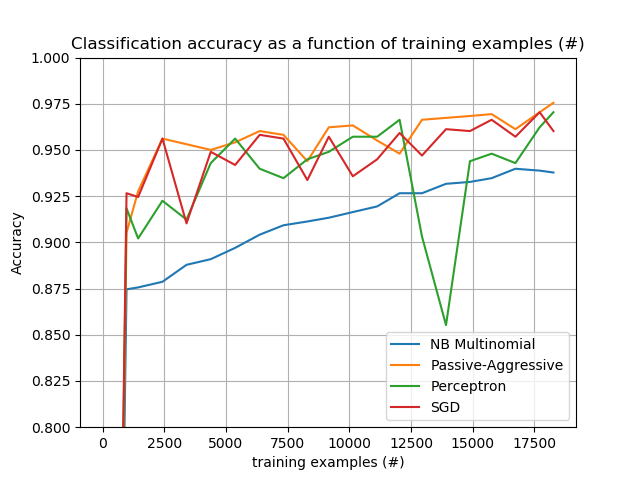 Classification accuracy as a function of training examples (#)
1.000
0.975
0.950
0.925
0.900
0.875
0.850
0.825
0.800
Accuracy
NB Multinomial
Passive-Aggressive
Perceptron
SGD
0 2500 5000 7500 10000 12500 15000 17500
training examples (#)